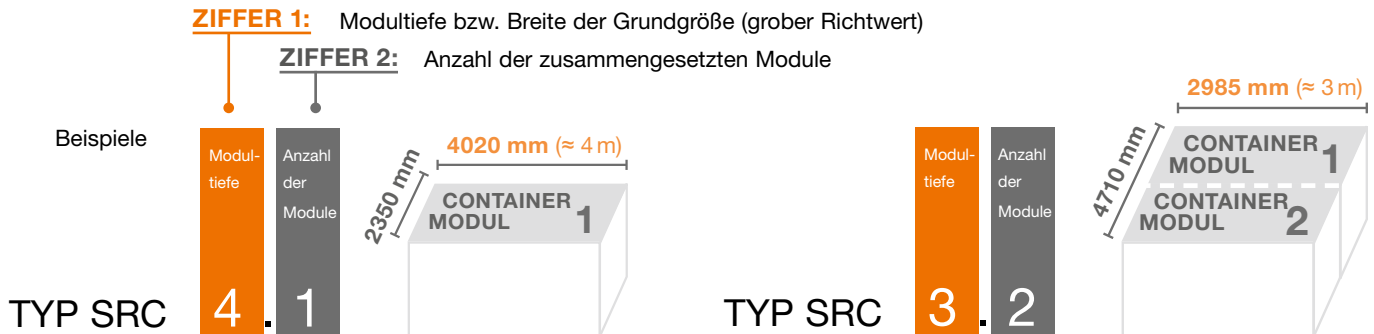 ZIFFER 1: Modultiefe bzw. Breite der Grundgröße (grober Richtwert)
ZIFFER 2: Anzahl der zusammengesetzten Module
Beispiele
Modul-
tiefe
Anzahl
der
Module
4020 mm (≈ 4 m)
2350 mm
CONTAINER
MODUL 1
TYP SRC 4.1
Modul-
tiefe
Anzahl
der
Module
2985 mm (≈ 3 m)
4710 mm
CONTAINER
MODUL 1
CONTAINER
MODUL 2
TYP SRC 3.2